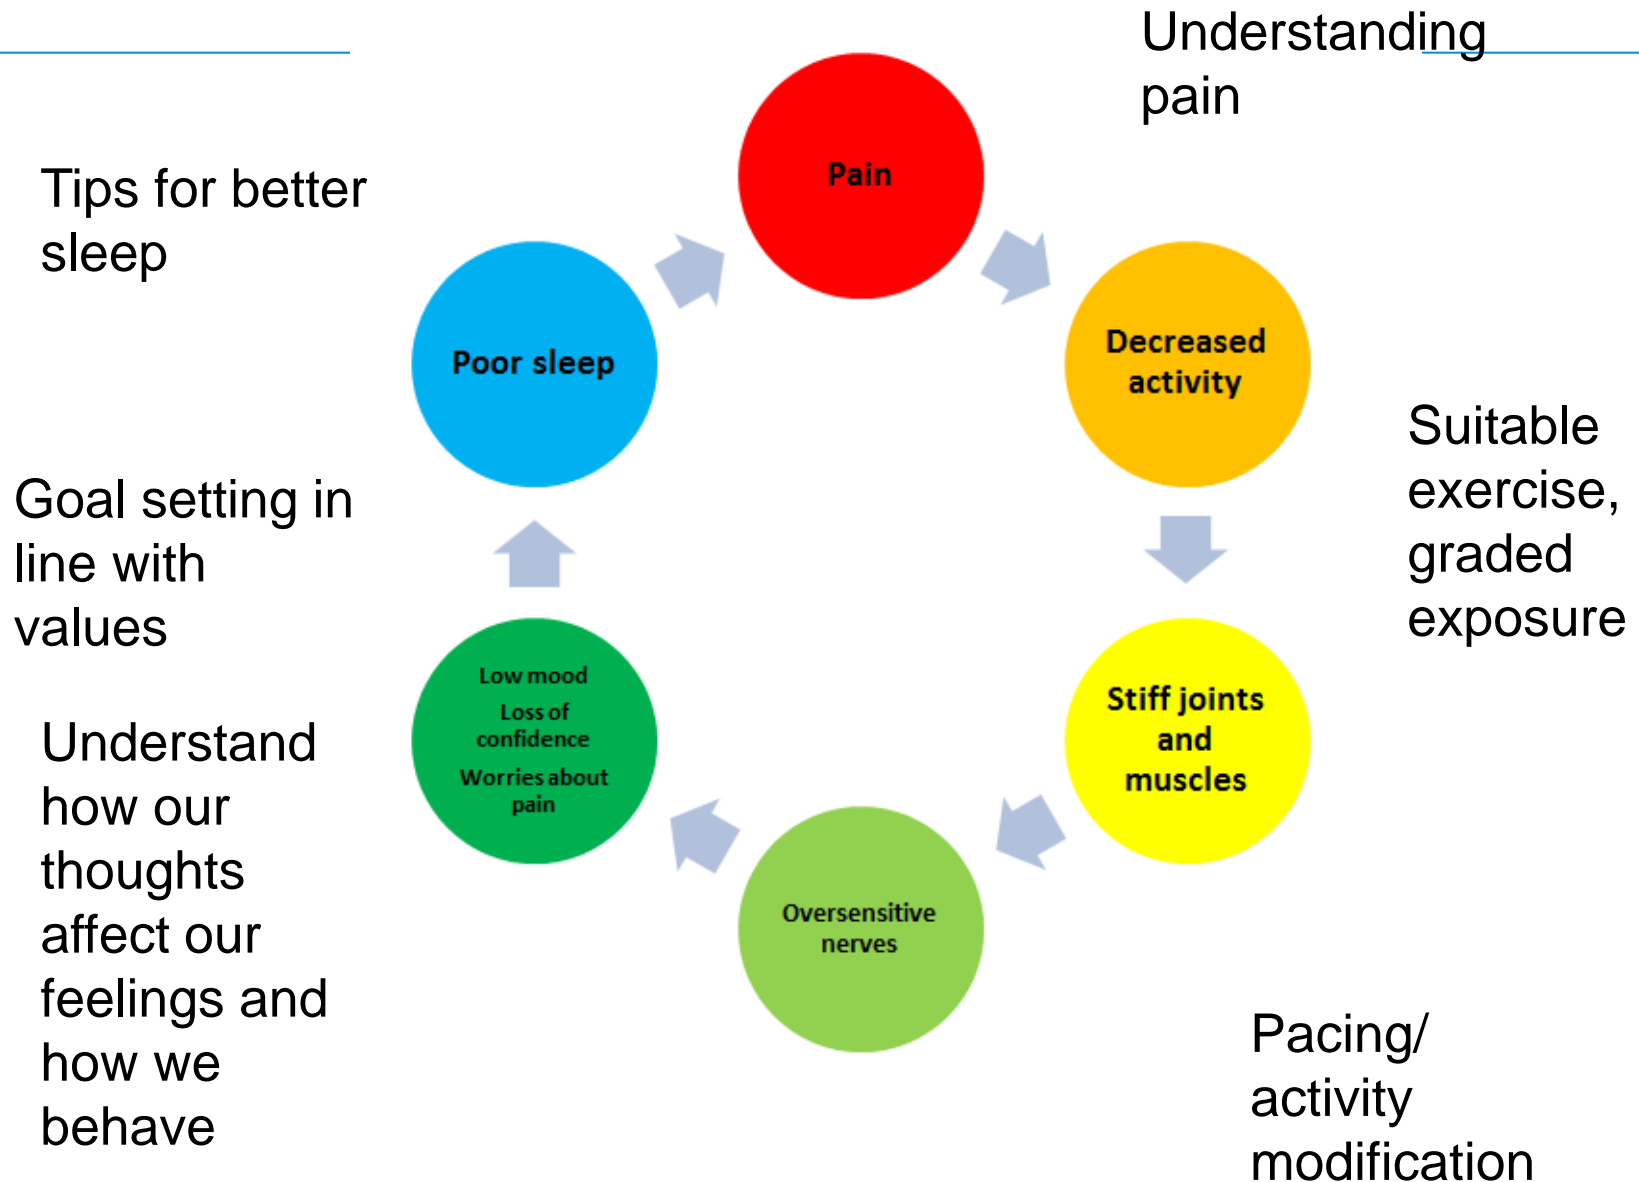 Understanding
pain
Pain
Tips for better
sleep
Poor sleep
Decreased
activity
Suitable
exercise,
graded
exposure
Goal setting in
line with
values
Low mood
Loss of
confidence
Worries about
pain
Stiff joints
and
muscles
Understand
how our
thoughts
affect our
feelings and
how we
behave
Oversensitive
nerves
Pacing/
activity
modification